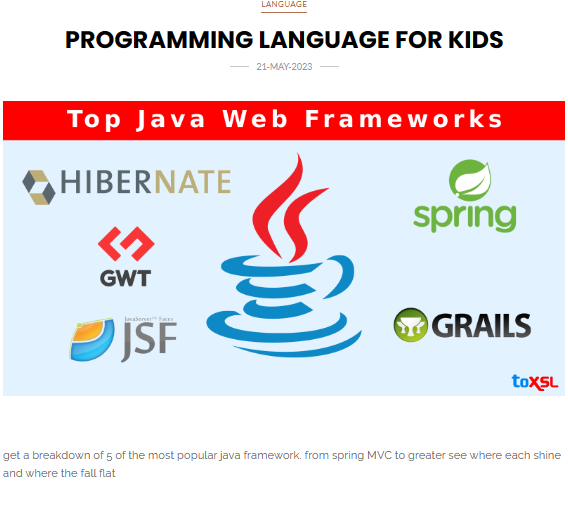 LANGUAGE
PROGRAMMING LANGUAGE FOR KIDS
21-MAY-2023
Top Java Web Frameworks
HIBERNATE
spring
GWT
JavaServer™ Faces
JSF
GRAILS
toXSL
get a breakdown of 5 of the most popular java framework. from spring MVC to greater see where each shine
and where the fall flat